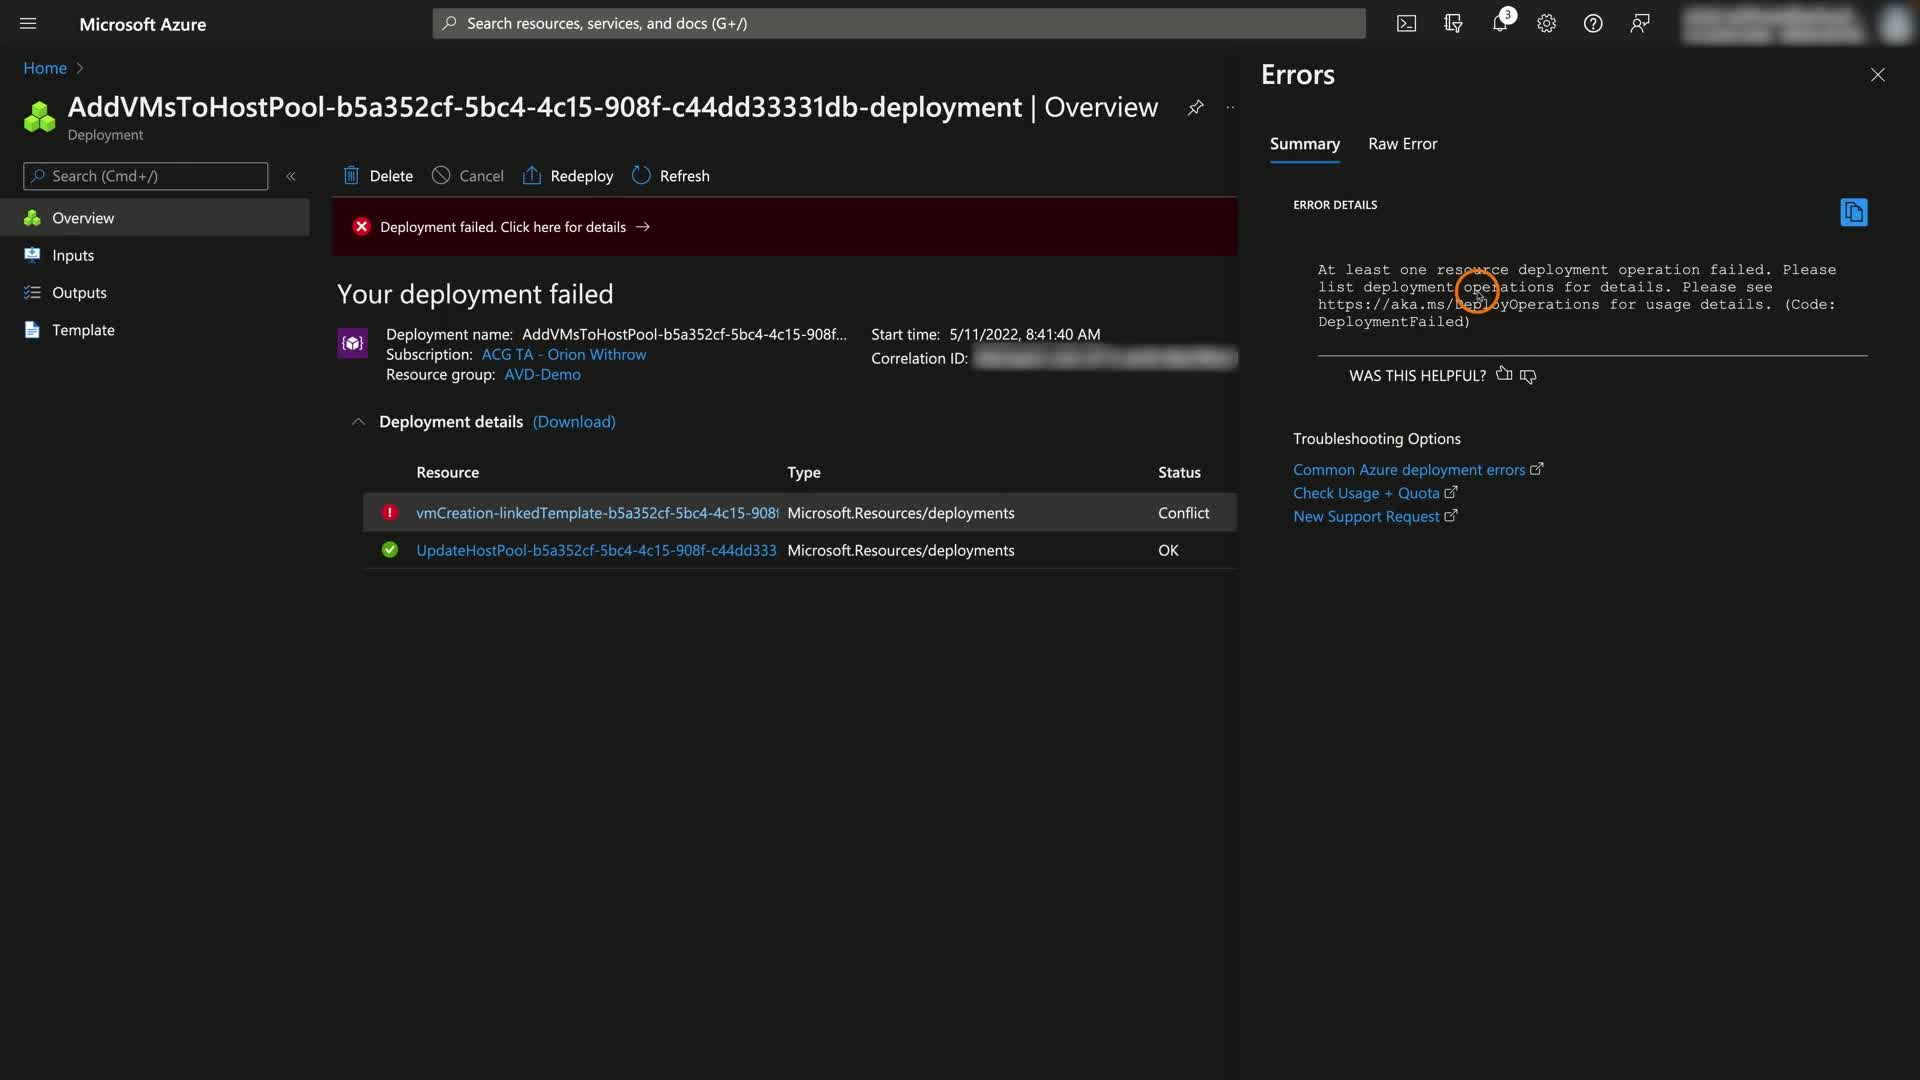 Microsoft Azure
Search resources, services, and docs (G+/)
3
Home
AddVMsToHostPool-b5a352cf-5bc4-4c15-908f-c44dd33331db-deployment | Overview
Deployment
Search (Cmd+/)
Overview
Inputs
Outputs
Template
Delete
Cancel
Redeploy
Refresh
Deployment failed. Click here for details →
Your deployment failed
Deployment name: AddVMsToHostPool-b5a352cf-5bc4-4c15-908f...
Subscription: ACG TA - Orion Withrow
Resource group: AVD-Demo
Start time: 5/11/2022, 8:41:40 AM
Correlation ID:
Deployment details (Download)
Resource Type Status
vmCreation-linkedTemplate-b5a352cf-5bc4-4c15-908f Microsoft.Resources/deployments Conflict
UpdateHostPool-b5a352cf-5bc4-4c15-908f-c44dd333 Microsoft.Resources/deployments OK
Errors
Summary Raw Error
ERROR DETAILS
At least one resource deployment operation failed. Please
list deployment operations for details. Please see
https://aka.ms/DeployOperations for usage details. (Code:
DeploymentFailed)
WAS THIS HELPFUL?
Troubleshooting Options
Common Azure deployment errors
Check Usage + Quota
New Support Request